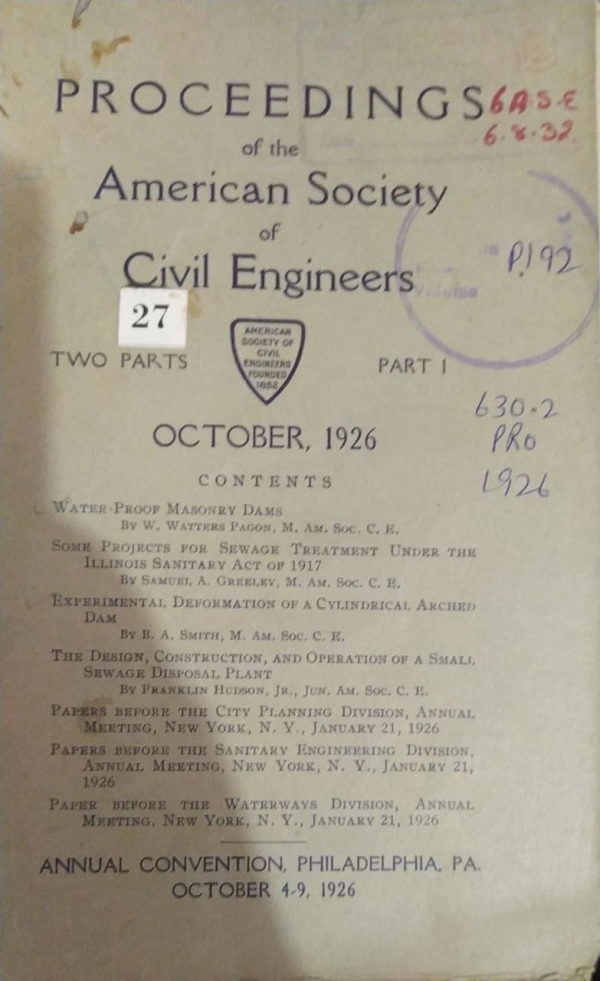 PROCEEDINGS
6ASE
6.8.32.
of the
American Society
of
Civil Engineers
P.192
Volume
27
AMERICAN
SOCIETY OF
CIVIL
ENGINEERS
FOUNDED
1852
TWO PARTS
PART I
OCTOBER, 1926
630.2
PRO
1926
CONTENTS
WATER-PROOF MASONRY DAMS
BY W. WATTERS PAGON, M. AM. SOC. C. E.
SOME PROJECTS FOR SEWAGE TREATMENT UNDER THE
ILLINOIS SANITARY ACT OF 1917
BY SAMUEL A. GREELEY, M. AM. SOC. C. E.
EXPERIMENTAL DEFORMATION OF A CYLINDRICAL ARCHED
DAM
BY B. A. SMITH, M. AM. SOC. C. E.
THE DESIGN, CONSTRUCTION, AND OPERATION OF A SMALL
SEWAGE DISPOSAL PLANT
BY FRANKLIN HUDSON, JR., JUN. AM. SOC. C. E.
PAPERS BEFORE THE CITY PLANNING DIVISION, ANNUAL
MEETING, NEW YORK, N. Y., JANUARY 21, 1926
PAPERS BEFORE THE SANITARY ENGINEERING DIVISION,
ANNUAL MEETING, NEW YORK, N. Y., JANUARY 21,
1926
PAPER BEFORE THE WATERWAYS DIVISION, ANNUAL
MEETING, NEW YORK, N. Y., JANUARY 21, 1926
ANNUAL CONVENTION, PHILADELPHIA, PA.
OCTOBER 4-9, 1926